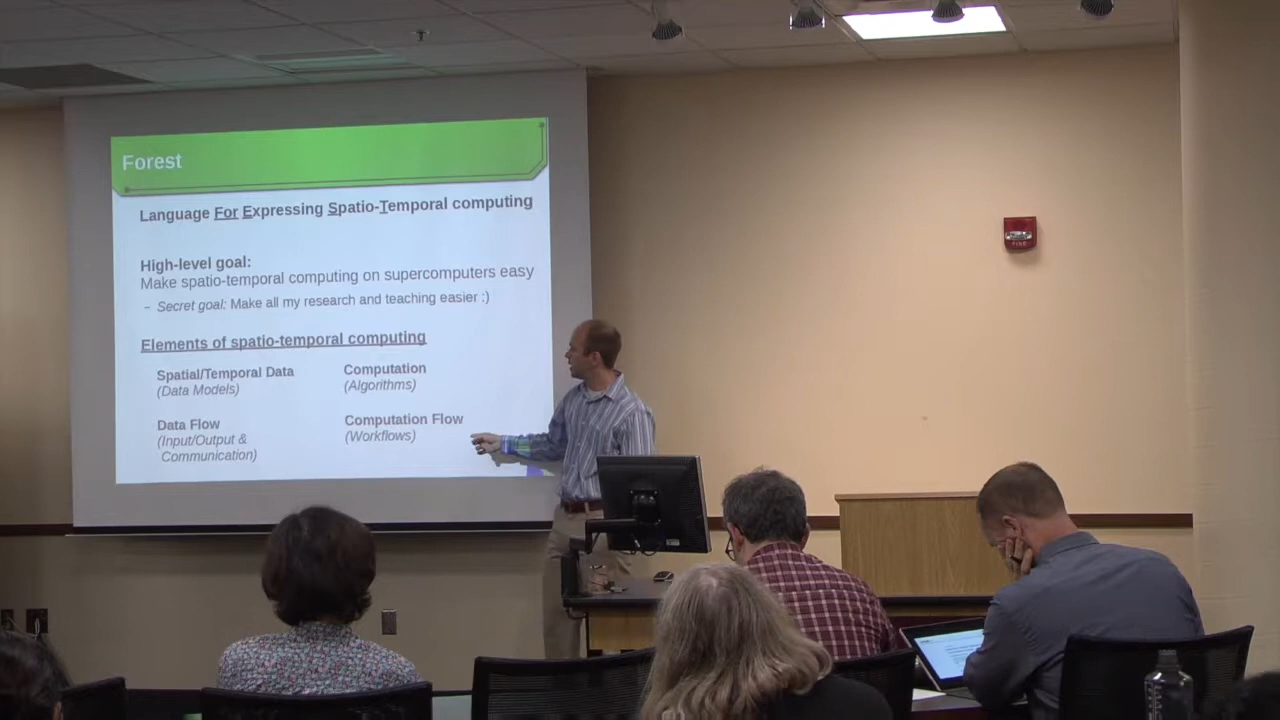 Forest
Language For Expressing Spatio-Temporal computing
High-level goal:
Make spatio-temporal computing on supercomputers easy
– Secret goal: Make all my research and teaching easier :)
Elements of spatio-temporal computing
Spatial/Temporal Data
(Data Models)
Computation
(Algorithms)
Data Flow
(Input/Output &
Communication)
Computation Flow
(Workflows)
FIRE